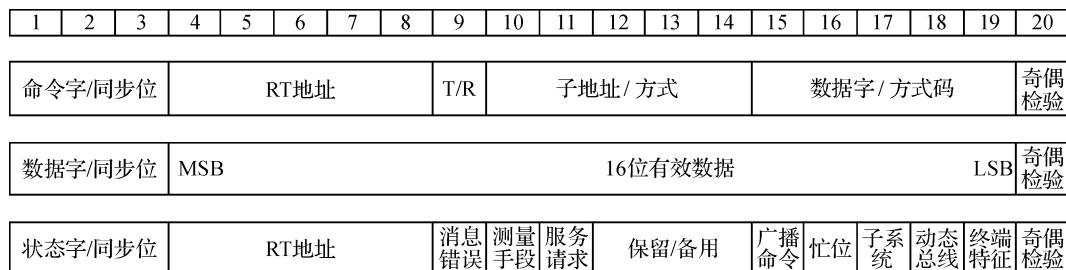 1 2 3 4 5 6 7 8 9 10 11 12 13 14 15 16 17 18 19 20
命令字/同步位 RT地址 T/R 子地址/方式 数据字/方式码 奇偶检验
数据字/同步位 MSB 16位有效数据 LSB 奇偶检验
状态字/同步位 RT地址 消息错误 测量手段 服务请求 保留/备用 广播命令 忙位 子系统 动态总线 终端特征 奇偶检验